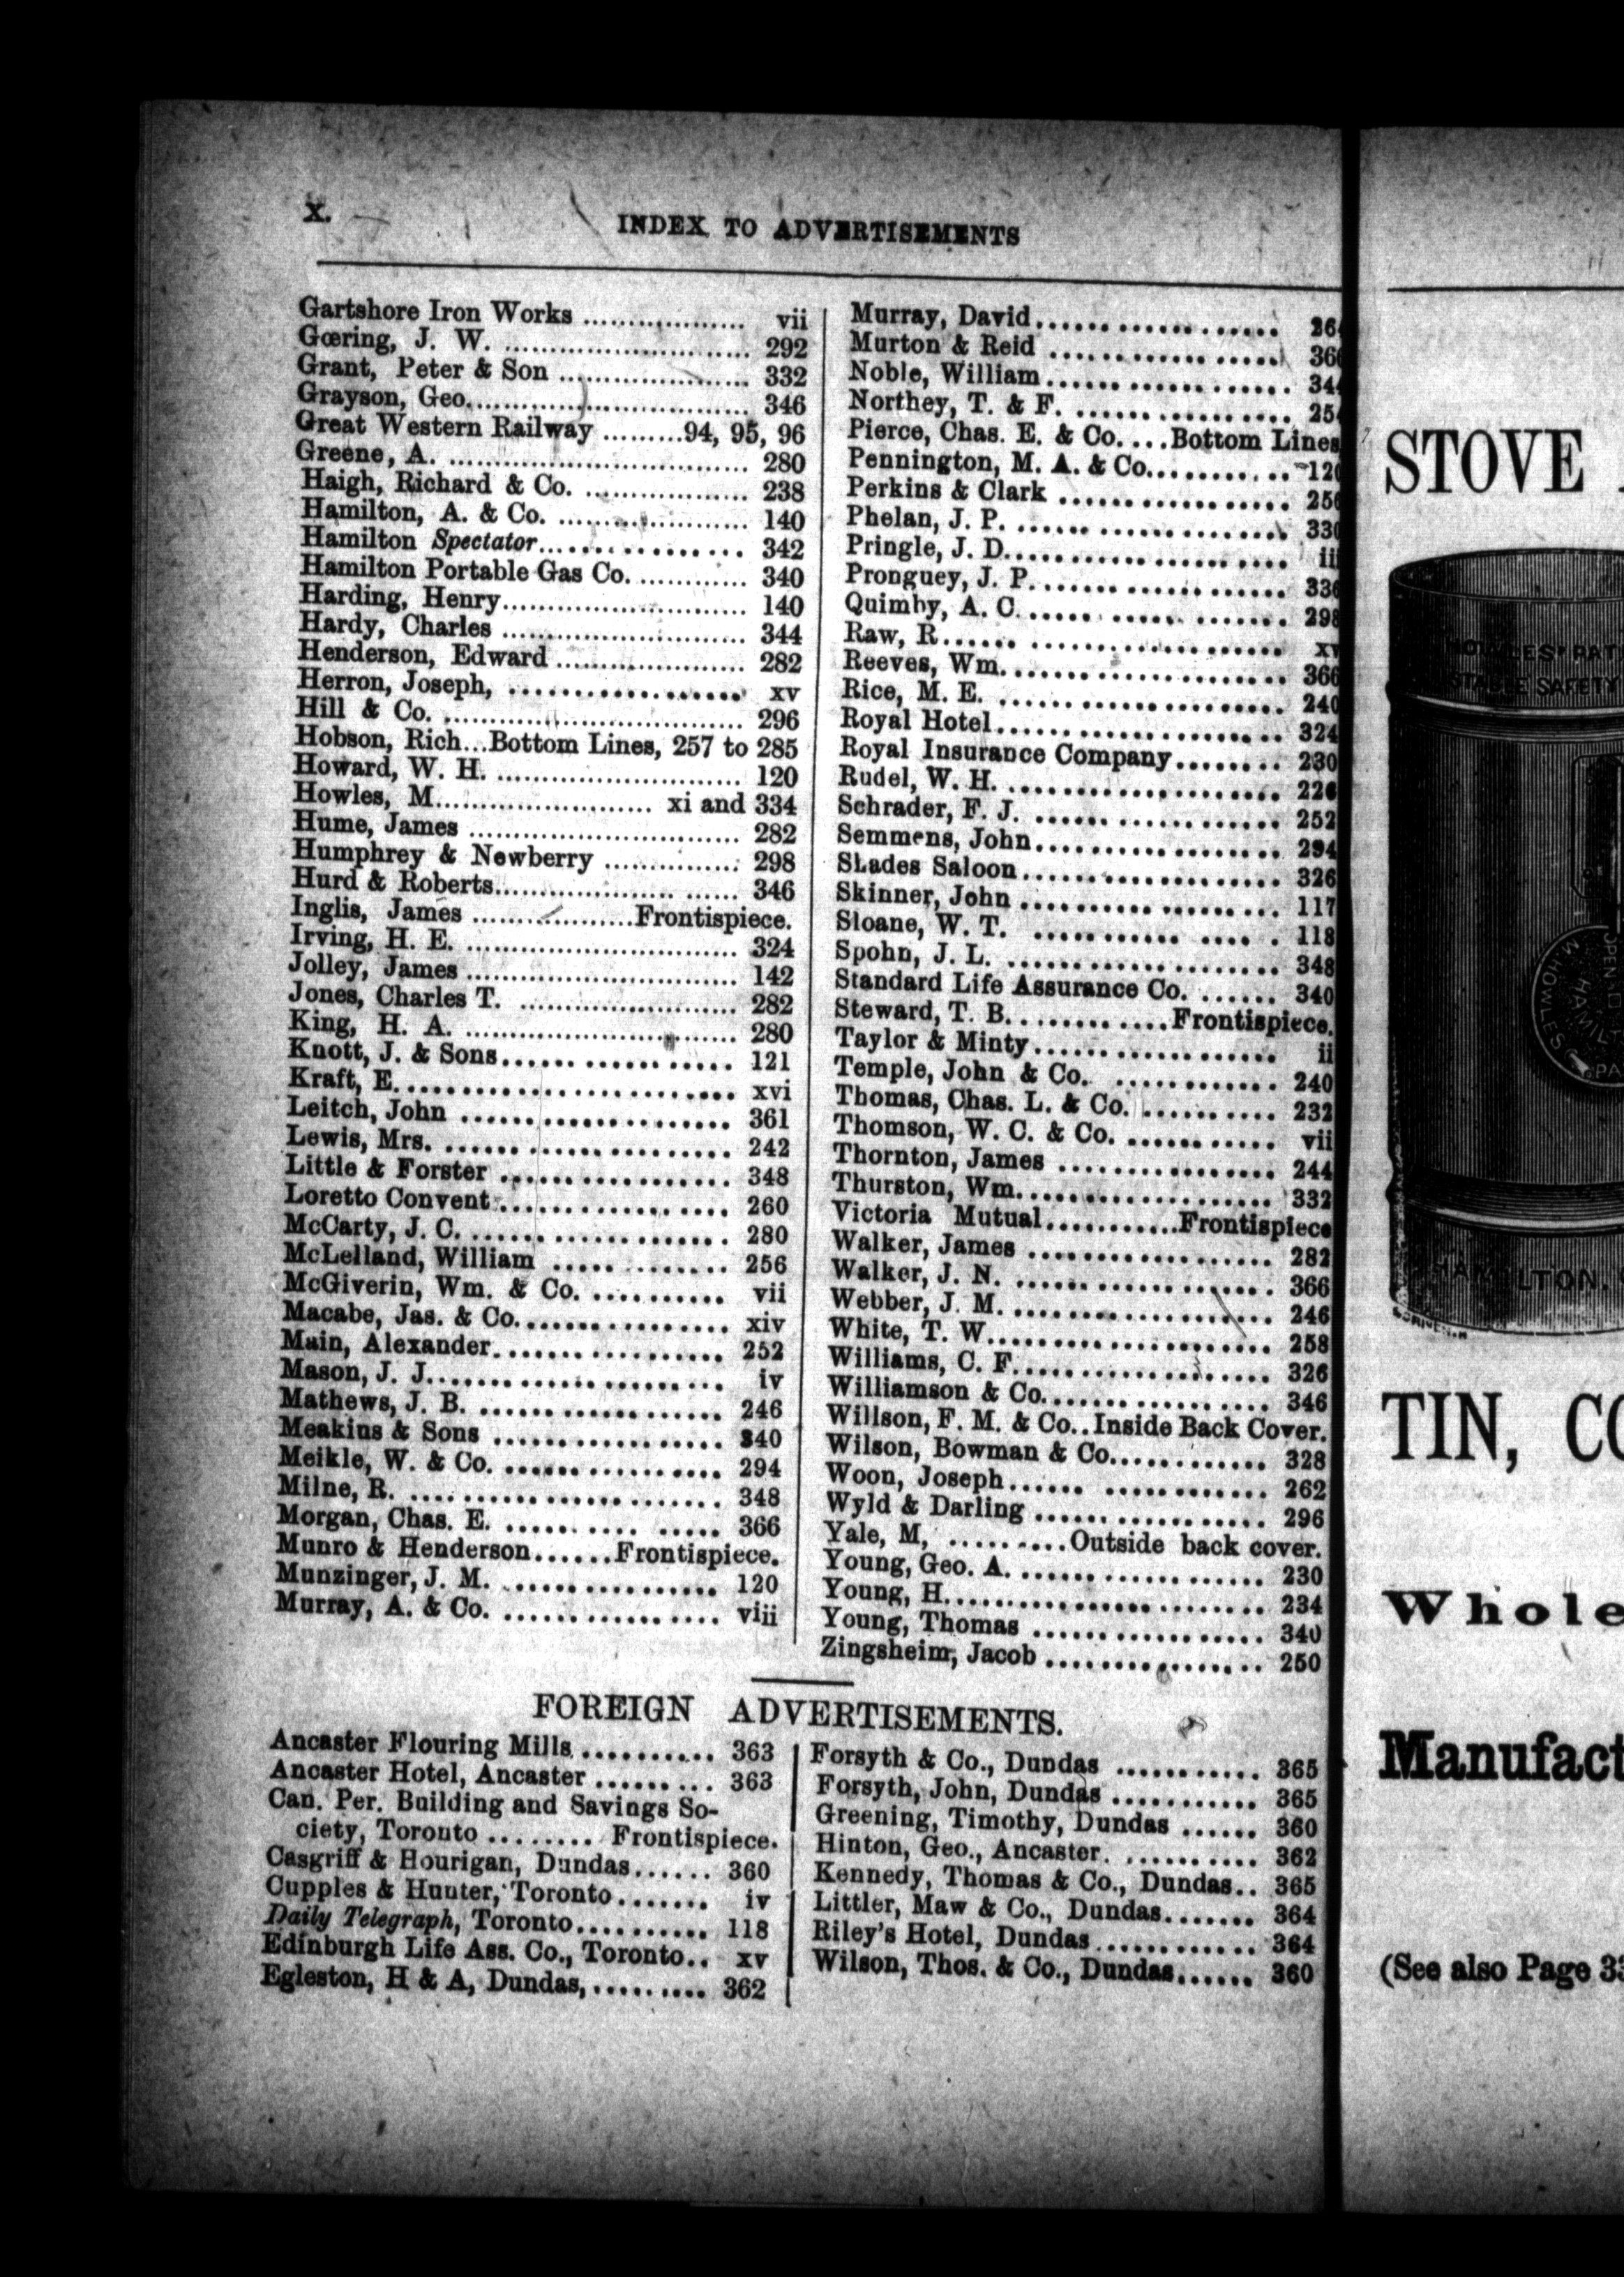 X.
INDEX TO ADVERTISEMENTS
Gartshore Iron Works .................. vii
Gœring, J. W. ........................... 292
Grant, Peter & Son ..................... 332
Grayson, Geo............................... 346
Great Western Railway .........94, 95, 96
Greene, A. ................................. 280
Haigh, Richard & Co. .................. 238
Hamilton, A. & Co. ..................... 140
Hamilton Spectator.................. 342
Hamilton Portable Gas Co. ............ 340
Harding, Henry........................... 140
Hardy, Charles ........................... 344
Henderson, Edward ..................... 282
Herron, Joseph, .................... xv
Hill & Co. ................................. 296
Hobson, Rich...Bottom Lines, 257 to 285
Howard, W. H. ........................... 120
Howles, M........................ xi and 334
Hume, James .............................. 282
Humphrey & Newberry ............... 298
Hurd & Roberts........................... 346
Inglis, James ..................Frontispiece.
Irving, H. E. .............................. 324
Jolley, James .............................. 142
Jones, Charles T. ........................ 282
King, H. A. .............................. 280
Knott, J. & Sons..................... 121
Kraft, E............................... xvi
Leitch, John ........................ 361
Lewis, Mrs. ........................ 242
Little & Forster .................... 348
Loretto Convent..................... 260
McCarty, J. C. ..................... 280
McLelland, William ............... 256
McGiverin, Wm. & Co. ........... vii
Macabe, Jas. & Co.................. xiv
Main, Alexander.................... 252
Mason, J. J......................... iv
Mathews, J. B. ..................... 246
Meakins & Sons .................... 340
Meikle, W. & Co. ................... 294
Milne, R. .......................... 348
Morgan, Chas. E. .................. 366
Munro & Henderson......Frontispiece.
Munzinger, J. M. .................. 120
Murray, A. & Co. .................. viii
Murray, David......................
Murton & Reid ......................
Noble, William......................
Northey, T. & F. ...................
Pierce, Chas. E. & Co....Bottom Lines
Pennington, M. A. & Co............ 120
Perkins & Clark .................... 256
Phelan, J. P. ...................... 330
Pringle, J. D....................... iii
Pronguey, J. P. .................... 336
Quimby, A. C. ..................... 298
Raw, R............................. xv
Reeves, Wm......................... 366
Rice, M. E. ........................ 240
Royal Hotel........................ 324
Royal Insurance Company........ 230
Rudel, W. H. ...................... 226
Schrader, F. J. .................... 252
Semmens, John..................... 294
SLades Saloon...................... 326
Skinner, John ...................... 117
Sloane, W. T. ..................... 118
Spohn, J. L. ....................... 348
Standard Life Assurance Co. ...... 340
Steward, T. B............Frontispiece.
Taylor & Minty.................... ii
Temple, John & Co. .............. 240
Thomas, Chas. L. & Co. .......... 232
Thomson, W. C. & Co. ........... vii
Thornton, James .................. 244
Thurston, Wm..................... 332
Victoria Mutual...........Frontispiece
Walker, James .................... 282
Walker, J. N. ..................... 366
Webber, J. M. .................... 246
White, T. W....................... 258
Williams, C. F..................... 326
Williamson & Co................... 346
Willson, F. M. & Co..Inside Back Cover.
Wilson, Bowman & Co............. 328
Woon, Joseph...... ............. 262
Wyld & Darling ................... 296
Yale, M, ..........Outside back cover.
Young, Geo. A. ................... 230
Young, H.......................... 234
Young, Thomas .................... 340
Zingsheim, Jacob .................. 250
FOREIGN ADVERTISEMENTS.
Ancaster Flouring Mills .......... 363
Ancaster Hotel, Ancaster ......... 363
Can. Per. Building and Savings So-
ciety, Toronto ........ Frontispiece.
Casgriff & Hourigan, Dundas...... 360
Cupples & Hunter, Toronto....... iv
Daily Telegraph, Toronto........... 118
Edinburgh Life Ass. Co., Toronto.. xv
Egleston, H & A, Dundas,.......... 362
Forsyth & Co., Dundas ........... 365
Forsyth, John, Dundas ........... 365
Greening, Timothy, Dundas ...... 360
Hinton, Geo., Ancaster. .......... 362
Kennedy, Thomas & Co., Dundas.. 365
Littler, Maw & Co., Dundas....... 364
Riley's Hotel, Dundas ............ 364
Wilson, Thos. & Co., Dundas...... 360
STOVE
STABLE SAFETY
M. HOWLES
TIN,
Manufact
(See also Page 33